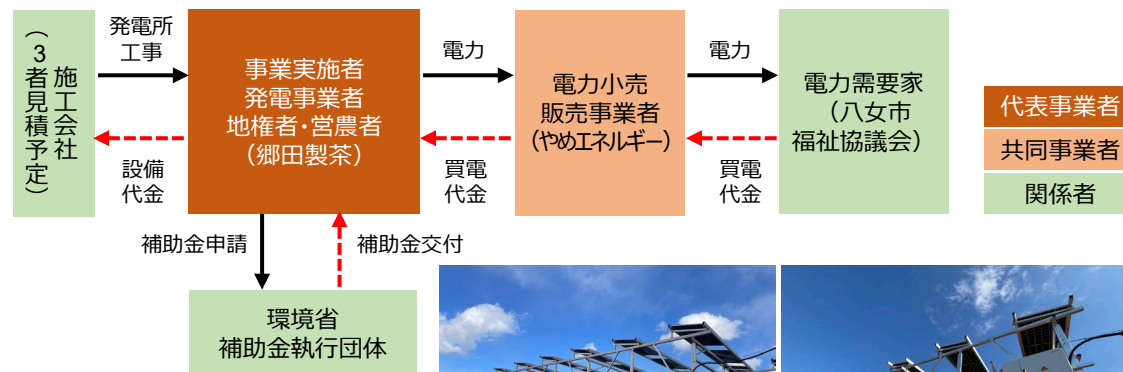 施工会社
(3者見積予定)
発電所
工事
設備
代金
事業実施者
発電事業者
地権者・営農者
(郷田製茶)
電力
買電
代金
電力小売
販売事業者
(やめエネルギー)
電力
買電
代金
電力需要家
(八女市
福祉協議会)
代表事業者
共同事業者
関係者
補助金申請
補助金交付
環境省
補助金執行団体